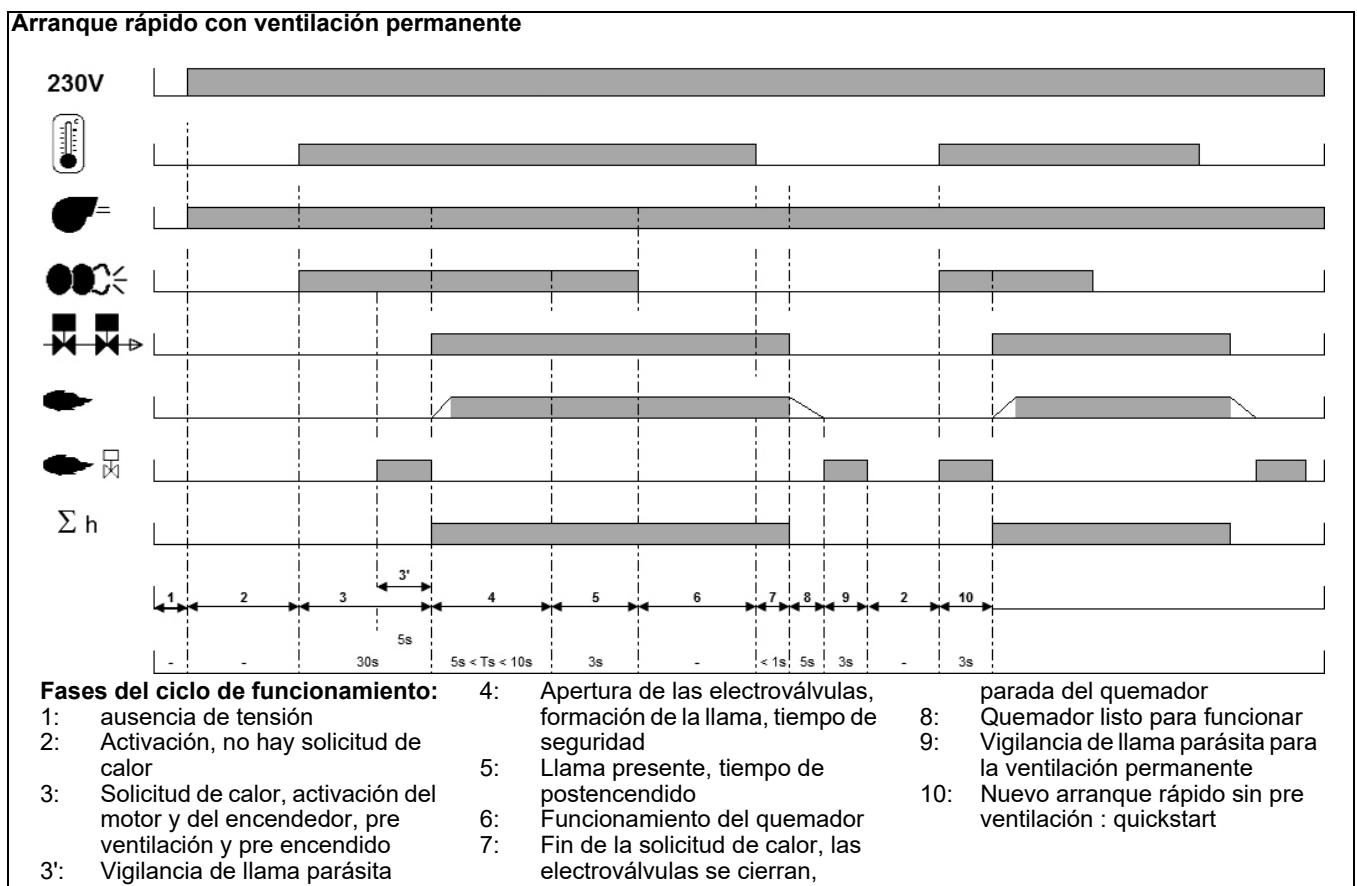 Arranque rápido con ventilación permanente
230V
°C
Σ h
3'
1 2 3 4 5 6 7 8 9 2 10
5s
- - 30s 5s < Ts < 10s 3s - < 1s 5s 3s - 3s
Fases del ciclo de funcionamiento:
1: ausencia de tensión
2: Activación, no hay solicitud de
calor
3: Solicitud de calor, activación del
motor y del encendedor, pre
ventilación y pre encendido
3': Vigilancia de llama parásita
4: Apertura de las electroválvulas,
formación de la llama, tiempo de
seguridad
5: Llama presente, tiempo de
postencendido
6: Funcionamiento del quemador
7: Fin de la solicitud de calor, las
electroválvulas se cierran,
parada del quemador
8: Quemador listo para funcionar
9: Vigilancia de llama parásita para
la ventilación permanente
10: Nuevo arranque rápido sin pre
ventilación : quickstart